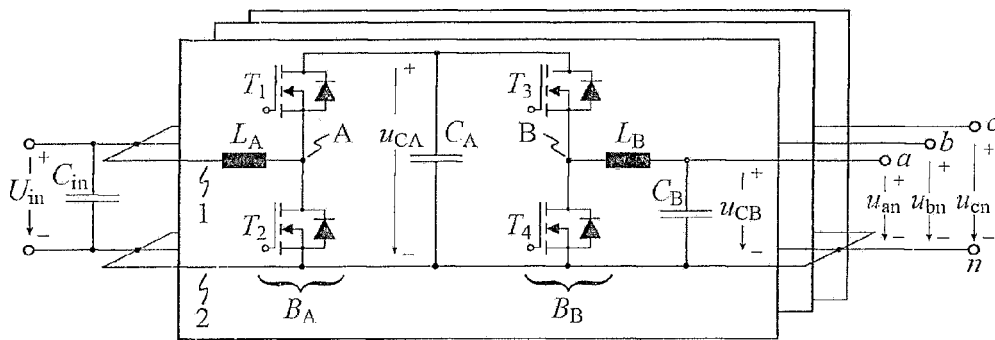 T1
T3
c
LA
A
uCA
CA
B
LB
b
a
+
+
+
+
+
+
Uin
Cin
1
CB
uCB
uan
ubn
ucn
T2
T4
−
−
−
−
−
−
n
2
BA
BB